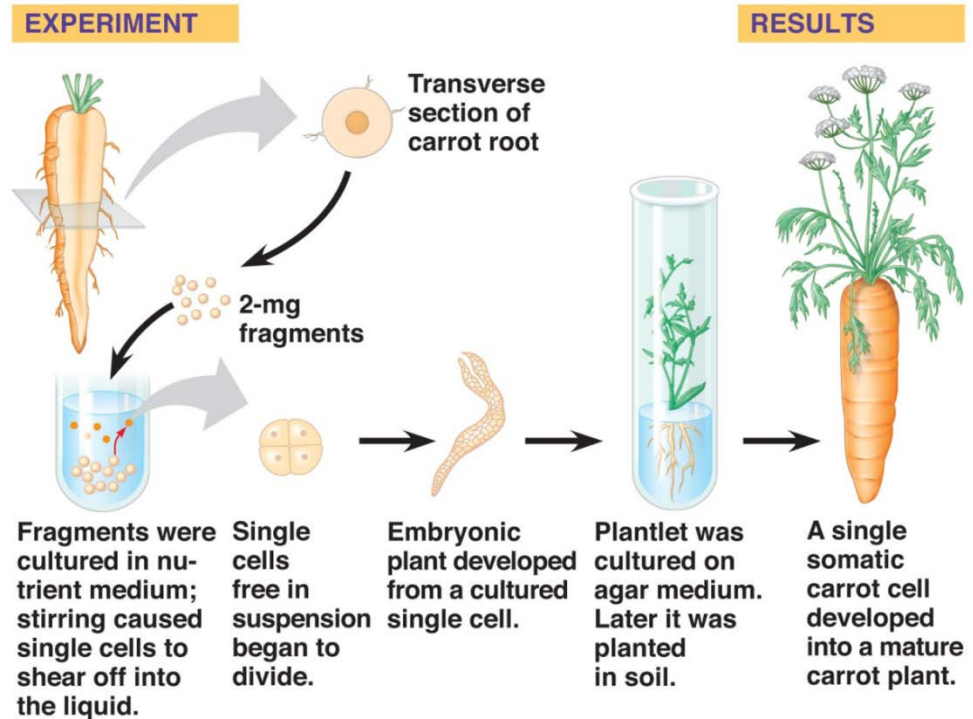 EXPERIMENT
RESULTS
Transverse
section of
carrot root
2-mg
fragments
Fragments were
cultured in nu-
trient medium;
stirring caused
single cells to
shear off into
the liquid.
Single
cells
free in
suspension
began to
divide.
Embryonic
plant developed
from a cultured
single cell.
Plantlet was
cultured on
agar medium.
Later it was
planted
in soil.
A single
somatic
carrot cell
developed
into a mature
carrot plant.